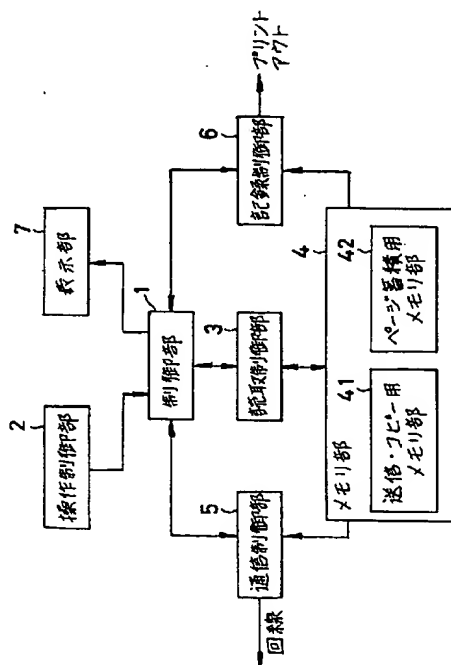 2
操作制御部
7
表示部
1
制御部
5
通信制御部
3
読取制御部
6
記録制御部
回線
プリント
アウト
メモリ部
4
41
送信・コピー用
メモリ部
42
ページ蓄積用
メモリ部